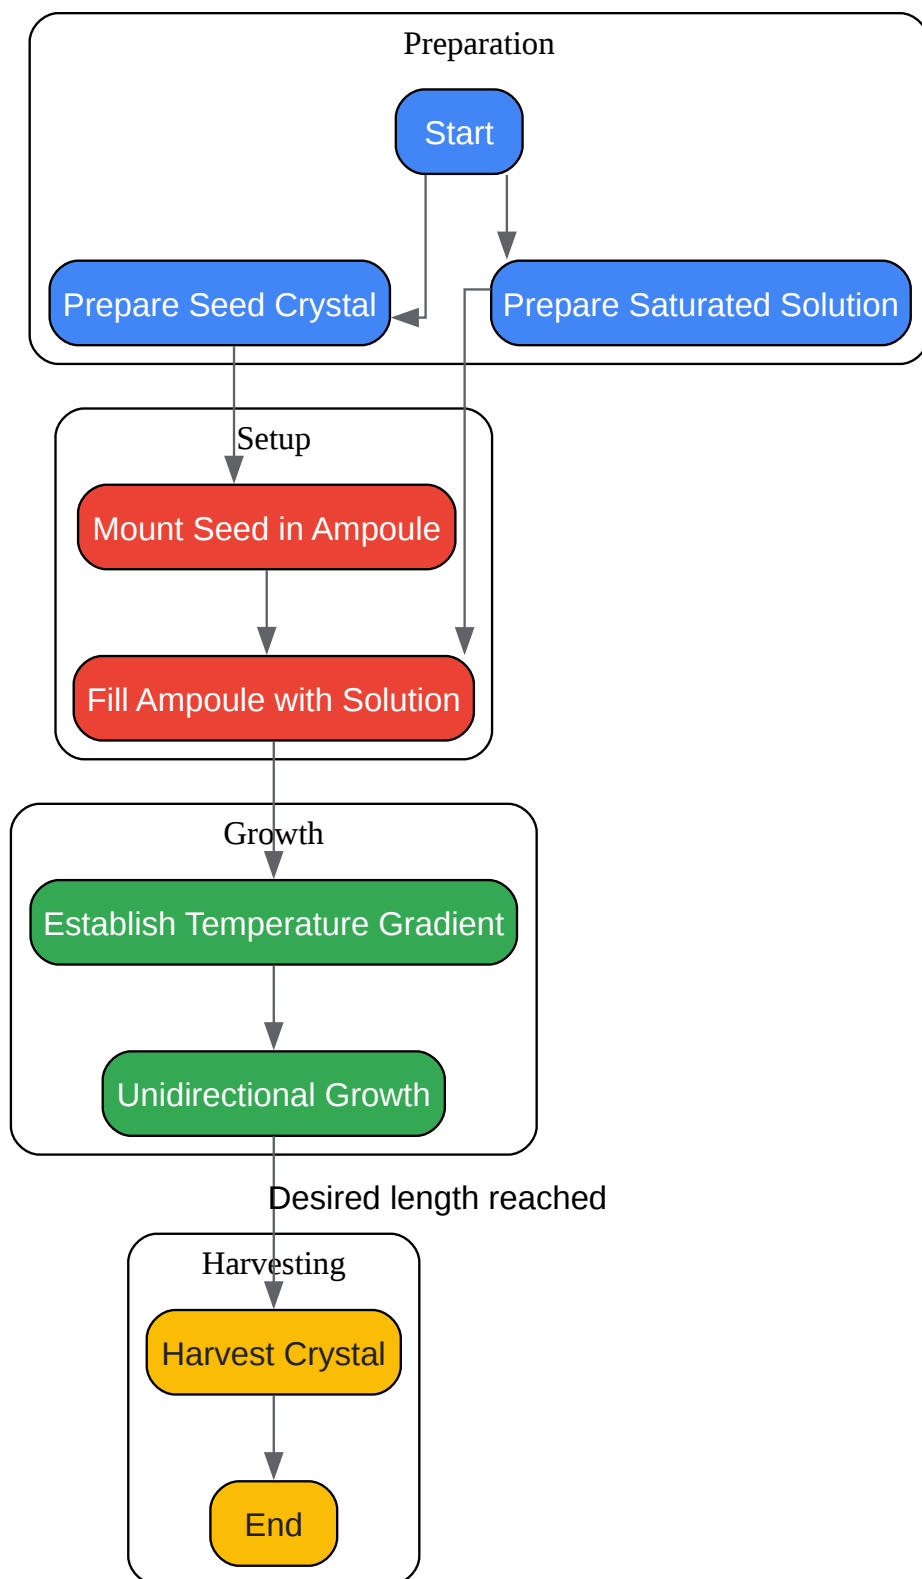 Preparation
Start
Prepare Seed Crystal
Prepare Saturated Solution
Setup
Mount Seed in Ampoule
Fill Ampoule with Solution
Growth
Establish Temperature Gradient
Unidirectional Growth
Desired length reached
Harvesting
Harvest Crystal
End